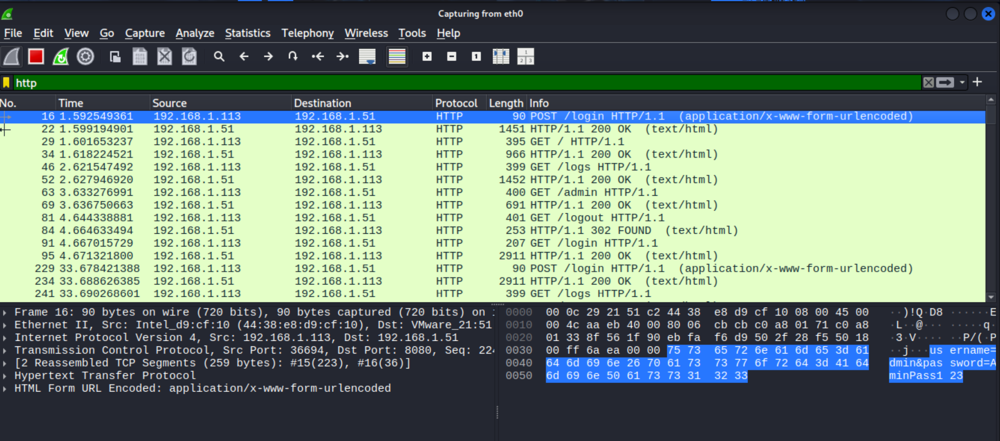 Capturing from eth0
File Edit View Go Capture Analyze Statistics Telephony Wireless Tools Help
1
1
2 3
http
No. Time Source Destination Protocol Length Info
16 1.592549361 192.168.1.113 192.168.1.51 HTTP 90 POST /login HTTP/1.1 (application/x-www-form-urlencoded)
22 1.599194901 192.168.1.51 192.168.1.113 HTTP 1451 HTTP/1.1 200 OK (text/html)
29 1.601653237 192.168.1.113 192.168.1.51 HTTP 395 GET / HTTP/1.1
34 1.618224521 192.168.1.51 192.168.1.113 HTTP 966 HTTP/1.1 200 OK (text/html)
46 2.621547492 192.168.1.113 192.168.1.51 HTTP 399 GET /logs HTTP/1.1
52 2.627946920 192.168.1.51 192.168.1.113 HTTP 1452 HTTP/1.1 200 OK (text/html)
63 3.633276991 192.168.1.113 192.168.1.51 HTTP 400 GET /admin HTTP/1.1
69 3.636750663 192.168.1.51 192.168.1.113 HTTP 691 HTTP/1.1 200 OK (text/html)
81 4.644338881 192.168.1.113 192.168.1.51 HTTP 401 GET /logout HTTP/1.1
84 4.664633494 192.168.1.51 192.168.1.113 HTTP 253 HTTP/1.1 302 FOUND (text/html)
91 4.667015729 192.168.1.113 192.168.1.51 HTTP 207 GET /login HTTP/1.1
95 4.671321800 192.168.1.51 192.168.1.113 HTTP 2911 HTTP/1.1 200 OK (text/html)
229 33.678421388 192.168.1.113 192.168.1.51 HTTP 90 POST /login HTTP/1.1 (application/x-www-form-urlencoded)
234 33.688626385 192.168.1.51 192.168.1.113 HTTP 2911 HTTP/1.1 200 OK (text/html)
241 33.690268601 192.168.1.113 192.168.1.51 HTTP 399 GET /logs HTTP/1.1
Frame 16: 90 bytes on wire (720 bits), 90 bytes captured (720 bits) on
Ethernet II, Src: Intel_d9:cf:10 (44:38:e8:d9:cf:10), Dst: VMware_21:51
Internet Protocol Version 4, Src: 192.168.1.113, Dst: 192.168.1.51
Transmission Control Protocol, Src Port: 36694, Dst Port: 8080, Seq: 224
[2 Reassembled TCP Segments (259 bytes): #15(223), #16(36)]
Hypertext Transfer Protocol
HTML Form URL Encoded: application/x-www-form-urlencoded
0000 00 0c 29 21 51 c2 44 38 e8 d9 cf 10 08 00 45 00 ··)!Q·D8 ······E
0010 00 4c aa eb 40 00 80 06 cb cb c0 a8 01 71 c0 a8 ·L··@··· ·····q·
0020 01 33 8f 56 1f 90 eb fa f6 d9 50 2f 28 f5 50 18 ·3·V···· ··P/(·P
0030 00 ff 6a ea 00 00 75 73 65 72 6e 61 6d 65 3d 61 ··j···us ername=
0040 64 6d 69 6e 26 70 61 73 73 77 6f 72 64 3d 41 64 dmin&pas sword=A
0050 6d 69 6e 50 61 73 73 31 32 33 minPass1 23